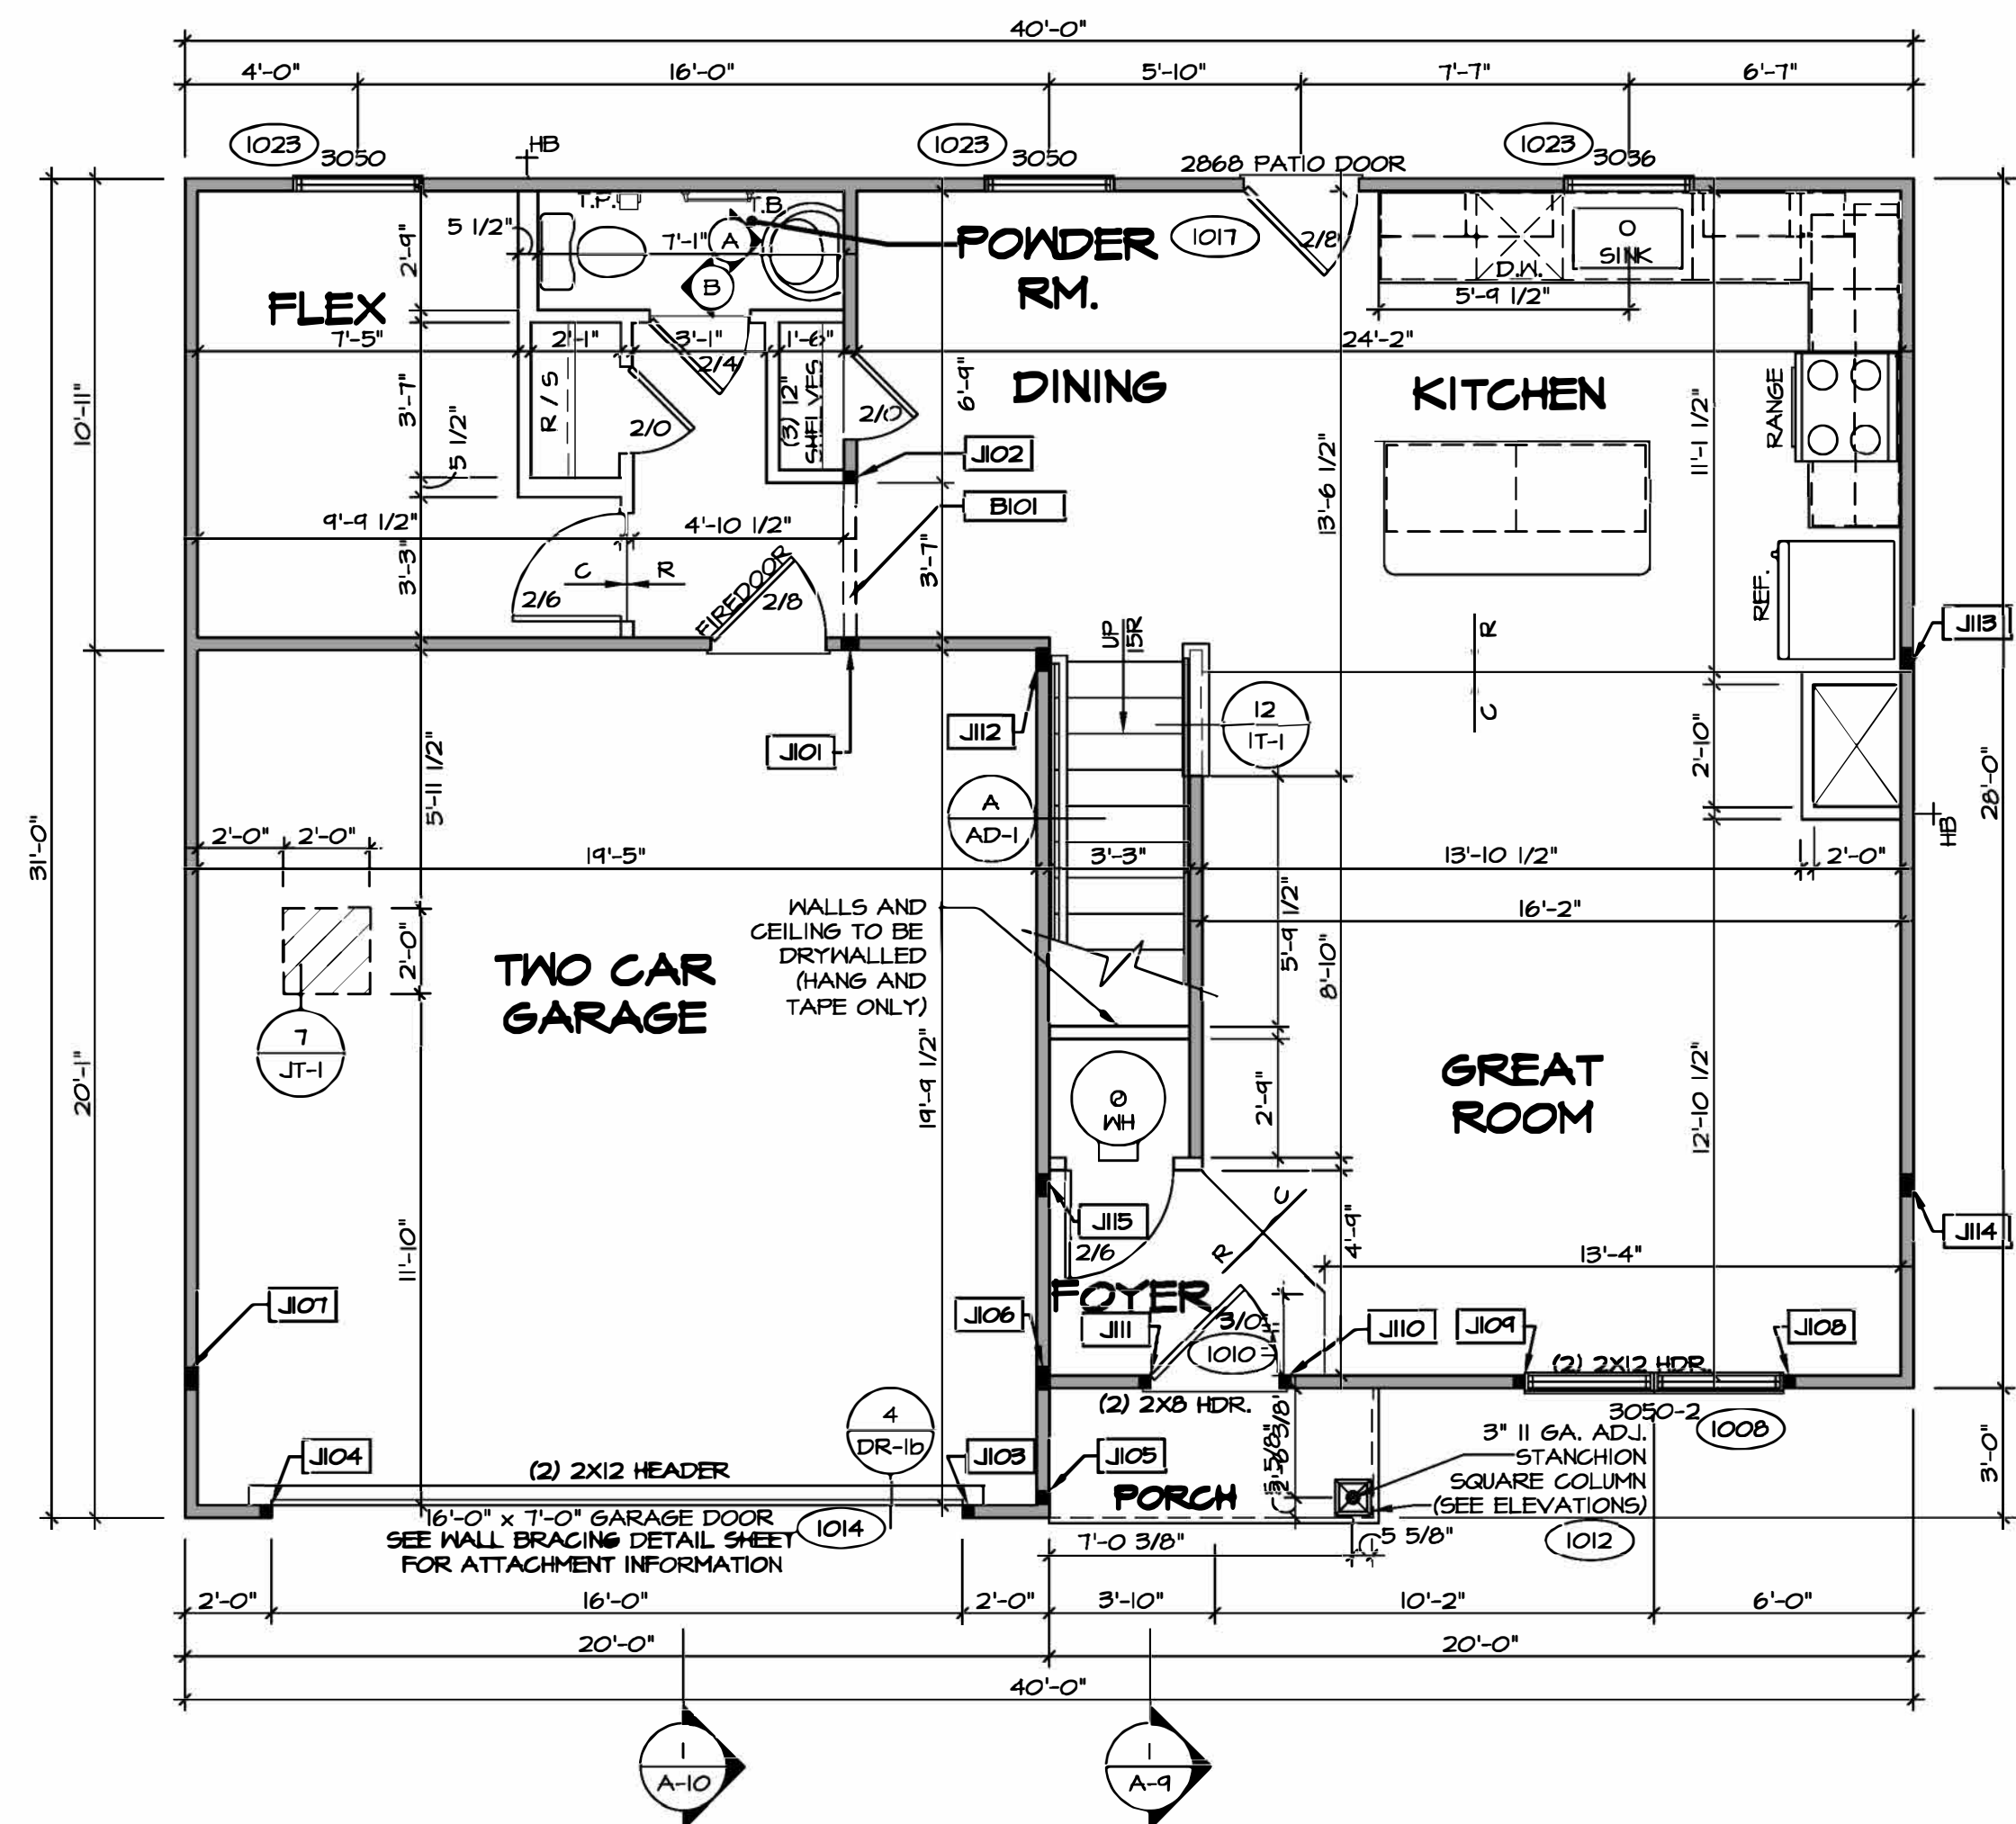 40'-0"
4'-0"
16'-0"
5'-10"
7'-7"
6'-7"
1023
3050
HB
1023
3050
2868 PATIO DOOR
1023
3036
T.P.
T.B.
5 1/2"
2'-9"
7'-1"
A
B
POWDER
RM.
1017
2/8
D.W.
SINK
5'-9 1/2"
FLEX
7'-5"
2'-1"
3'-1"
1'-6"
24'-2"
2/4
3'-7"
5 1/2"
R / S
2/0
(3) 12"
SHELVES
2/0
6'-9"
DINING
KITCHEN
RANGE
11'-1 1/2"
13'-6 1/2"
10'-11"
J102
B101
9'-9 1/2"
4'-10 1/2"
3'-3"
3'-7"
C
R
2/6
FIREDOOR
2/8
REF.
J113
UP
15R
R
C
J101
J112
12
1T-1
5'-11 1/2"
2'-10"
28'-0"
HB
31'-0"
A
AD-1
2'-0"
2'-0"
19'-5"
3'-3"
13'-10 1/2"
2'-0"
16'-2"
WALLS AND
CEILING TO BE
DRYWALLED
(HANG AND
TAPE ONLY)
5'-9 1/2"
8'-10"
2'-0"
TWO CAR
GARAGE
7
JT-1
20'-1"
19'-9 1/2"
2'-9"
WH
GREAT
ROOM
12'-10 1/2"
11'-10"
J115
2/6
C
R
4'-9"
13'-4"
J114
FOYER
J107
J106
J111
3/0
1010
J110
J109
J108
(2) 2X12 HDR.
(2) 2X8 HDR.
3050-2
1008
4
DR-1b
J104
J103
J105
(2) 2X12 HEADER
3" 11 GA. ADJ.
STANCHION
SQUARE COLUMN
(SEE ELEVATIONS)
3'-0"
PORCH
16'-0" x 7'-0" GARAGE DOOR
SEE WALL BRACING DETAIL SHEET
FOR ATTACHMENT INFORMATION
1014
7'-0 3/8"
5 5/8"
1012
2'-0"
16'-0"
2'-0"
3'-10"
10'-2"
6'-0"
20'-0"
20'-0"
40'-0"
1
A-10
1
A-9